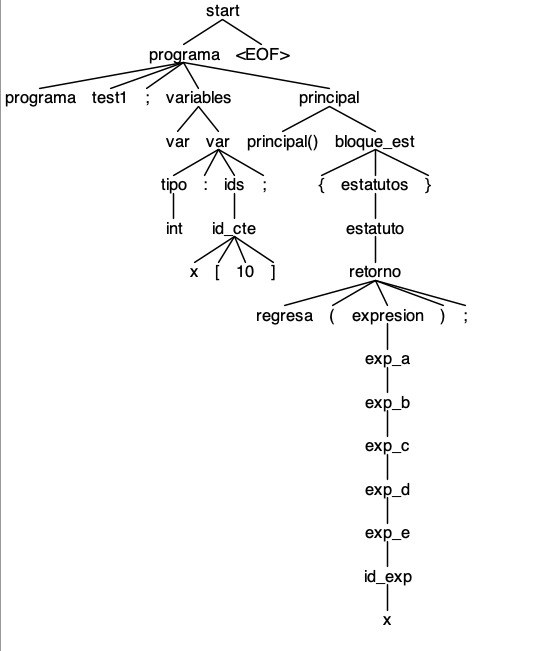 start
programa <EOF>
programa test1 ; variables principal
var var principal() bloque_est
tipo : ids ; { estatutos }
int id_cte estatuto
x [ 10 ] retorno
regresa ( expresion ) ;
exp_a
exp_b
exp_c
exp_d
exp_e
id_exp
x